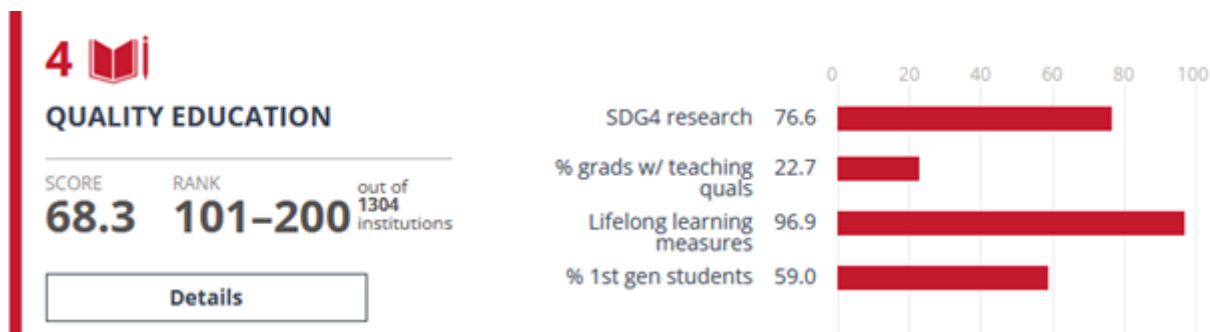 4
QUALITY EDUCATION
SCORE
68.3
RANK
101–200
out of
1304
institutions
Details
0 20 40 60 80 100
SDG4 research 76.6
% grads w/ teaching 22.7
quals
Lifelong learning 96.9
measures
% 1st gen students 59.0